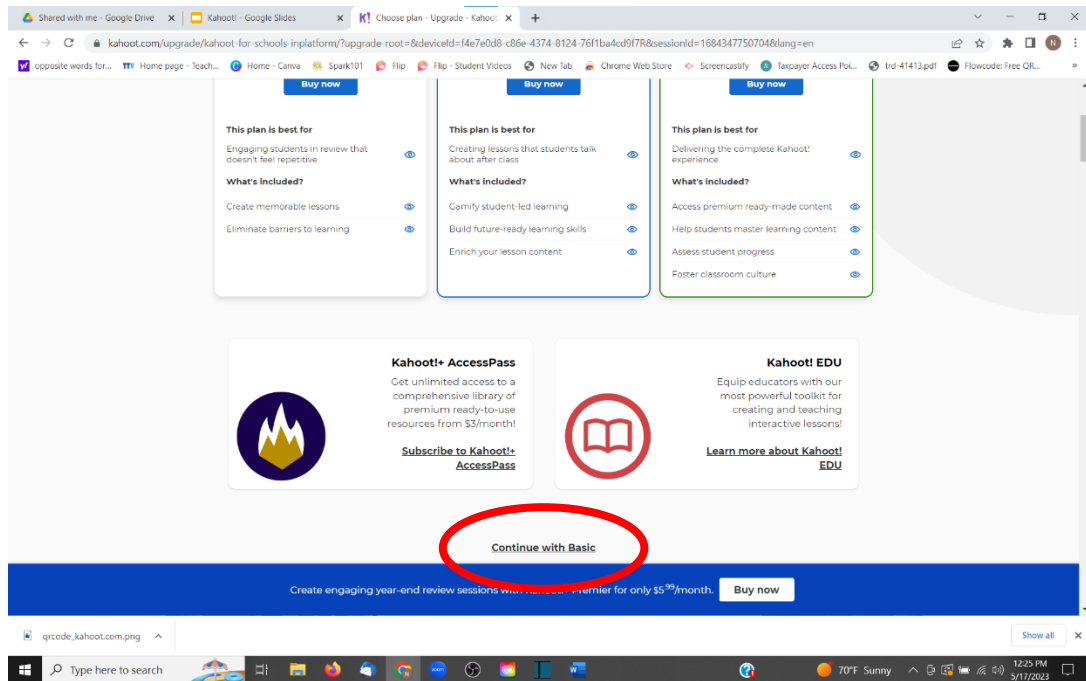 Shared with me - Google Drive
Kahoot! - Google Slides
K! Choose plan - Upgrade - Kahoot
kahoot.com/upgrade/kahoot-for-schools-inplatform/?upgrade-root=&deviceId=f4e7e0d8-c86e-4374-8124-76f1ba4cd9f7R&sessionId=1684347750704&lang=en
N
opposite words for... Home page - Teach... Home - Canva Spark101 Flip Flip - Student Videos New Tab Chrome Web Store Screencastify Taxpayer Access Poi... trd-41413.pdf Flowcode: Free QR... »
Buy now
Buy now
Buy now
This plan is best for
Engaging students in review that
doesn't feel repetitive
What's included?
Create memorable lessons
Eliminate barriers to learning
This plan is best for
Creating lessons that students talk
about after class
What's included?
Gamify student-led learning
Build future-ready learning skills
Enrich your lesson content
This plan is best for
Delivering the complete Kahoot!
experience
What's included?
Access premium ready-made content
Help students master learning content
Assess student progress
Foster classroom culture
Kahoot!+ AccessPass
Get unlimited access to a
comprehensive library of
premium ready-to-use
resources from $3/month!
Subscribe to Kahoot!+
AccessPass
Kahoot! EDU
Equip educators with our
most powerful toolkit for
creating and teaching
interactive lessons!
Learn more about Kahoot!
EDU
Continue with Basic
Create engaging year-end review sessions with Premier for only $5⁹⁹/month. Buy now
qrcode_kahoot.com.png
Show all
Type here to search
70°F Sunny
12:25 PM
5/17/2023